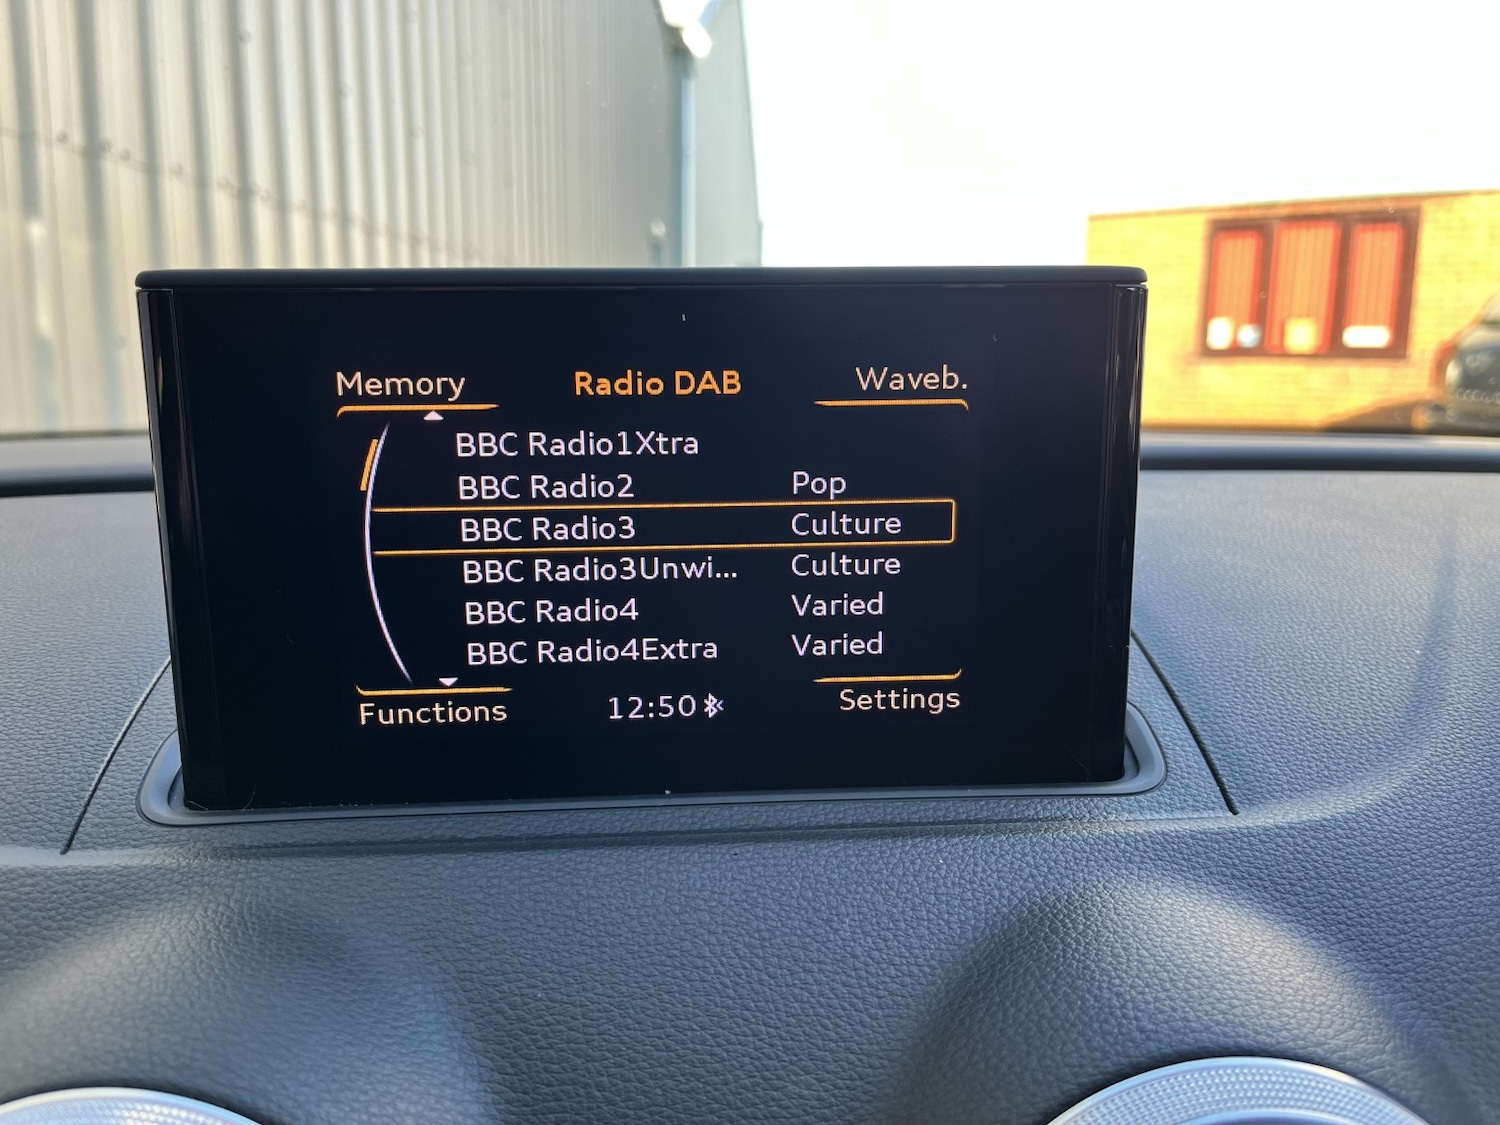 Memory Radio DAB Waveb.
BBC Radio1Xtra
BBC Radio2 Pop
BBC Radio3 Culture
BBC Radio3Unwi... Culture
BBC Radio4 Varied
BBC Radio4Extra Varied
Functions 12:50 Settings